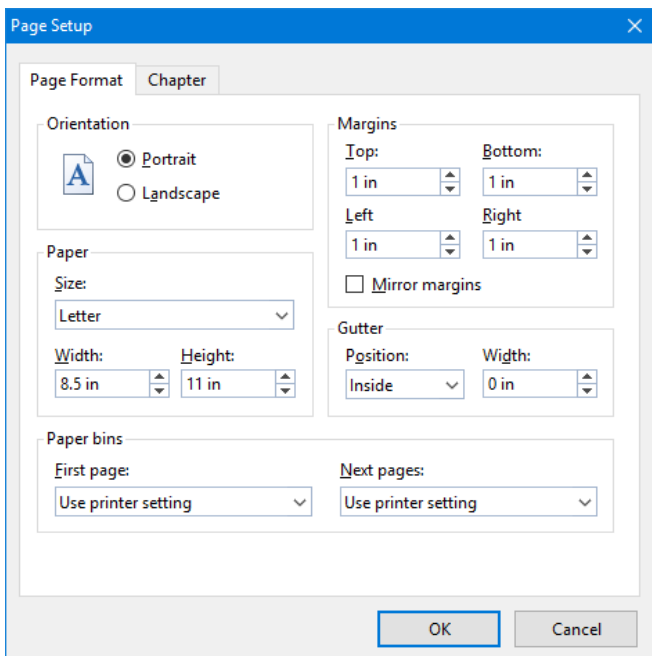 Page Setup
Page Format Chapter
Orientation
A
Portrait
Landscape
Margins
Top: Bottom:
1 in 1 in
Left Right
1 in 1 in
Mirror margins
Paper
Size:
Letter
Width: Height:
8.5 in 11 in
Gutter
Position: Width:
Inside 0 in
Paper bins
First page: Next pages:
Use printer setting Use printer setting
OK Cancel